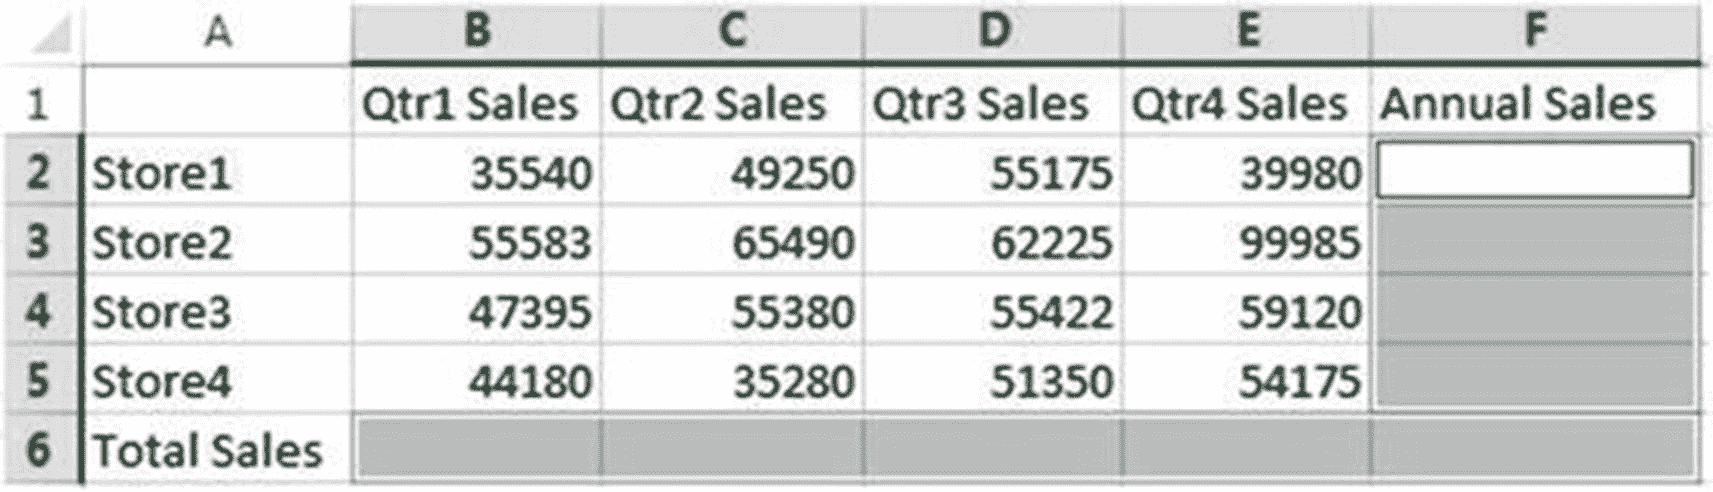 A B C D E F
1 Qtr1 Sales Qtr2 Sales Qtr3 Sales Qtr4 Sales Annual Sales
2 Store1 35540 49250 55175 39980
3 Store2 55583 65490 62225 99985
4 Store3 47395 55380 55422 59120
5 Store4 44180 35280 51350 54175
6 Total Sales